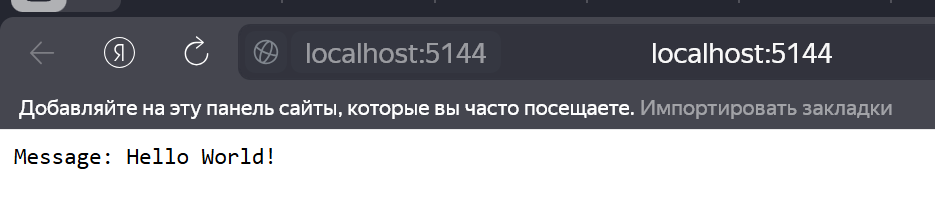 Я localhost:5144 localhost:5144
Добавляйте на эту панель сайты, которые вы часто посещаете. Импортировать закладки
Message: Hello World!